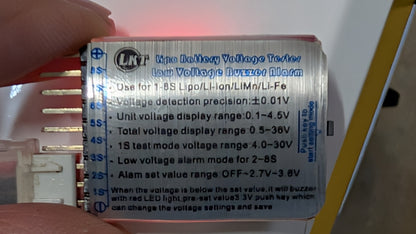 LKT
Lipo Battery Voltage Tester
Low Voltage Buzzer Alarm
Use for 1-8S Lipo/Li-ion/LiMn/Li-Fe
Voltage detection precision:±0.01V
Unit voltage display range:0.1~4.5V
Total voltage display range:0.5-36V
1S test mode voltage range:4.0-30V
Low voltage alarm mode for 2~8S
Alam set value range:OFF~2.7V~3.8V
When the voltage is below the set value,it will buzzer
with red LED light,pre-set value3.3V push key which
can change the voltage settings and save
8S
7S
6S
5S
4S
3S
2S
1S
Push key to
start setting mode